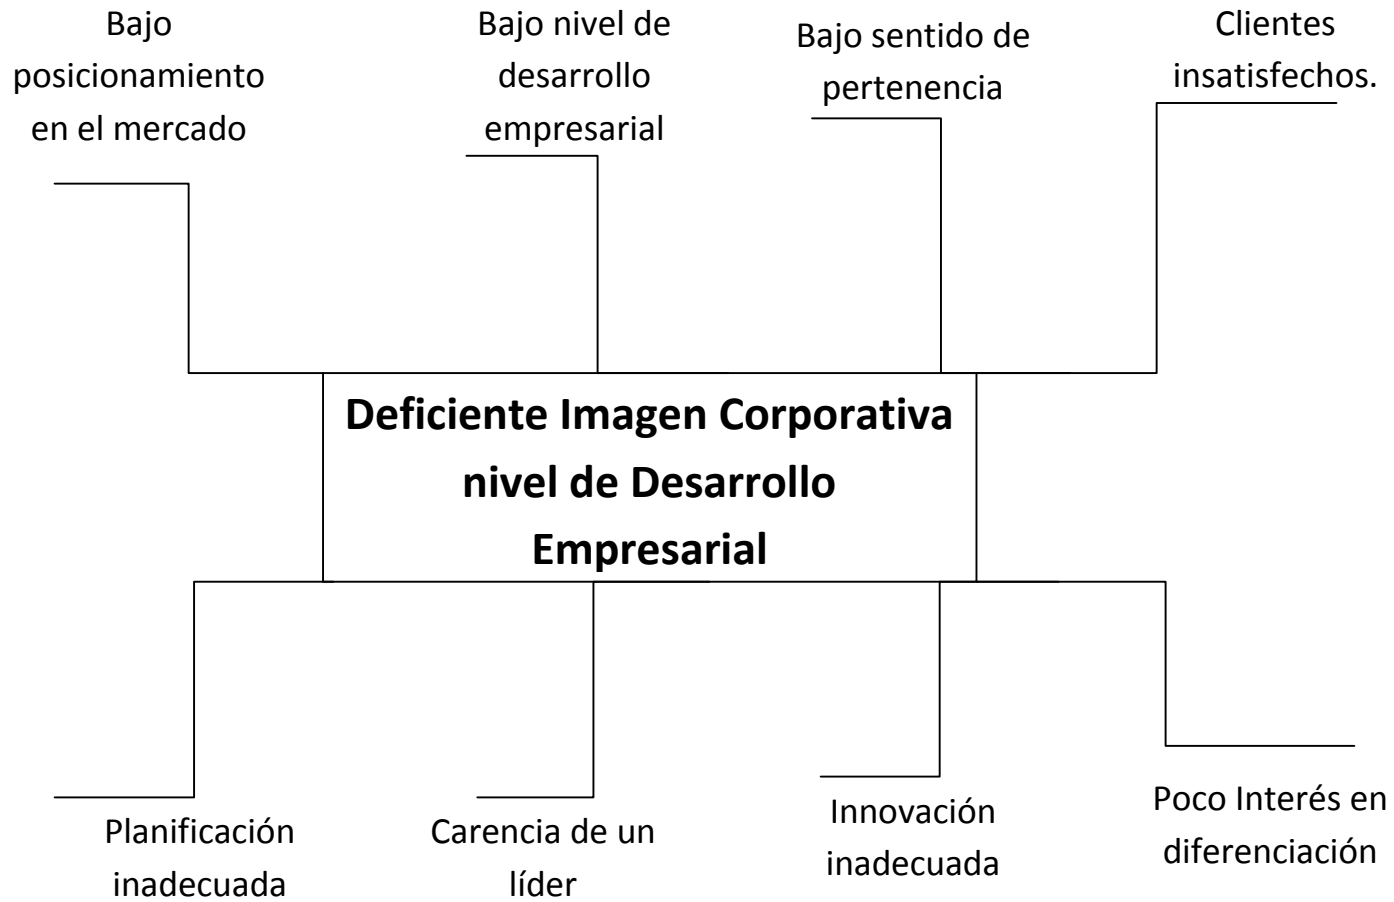 Bajo
posicionamiento
en el mercado
Bajo nivel de
desarrollo
empresarial
Bajo sentido de
pertenencia
Clientes
insatisfechos.
Deficiente Imagen Corporativa
nivel de Desarrollo
Empresarial
Planificación
inadecuada
Carencia de un
líder
Innovación
inadecuada
Poco Interés en
diferenciación